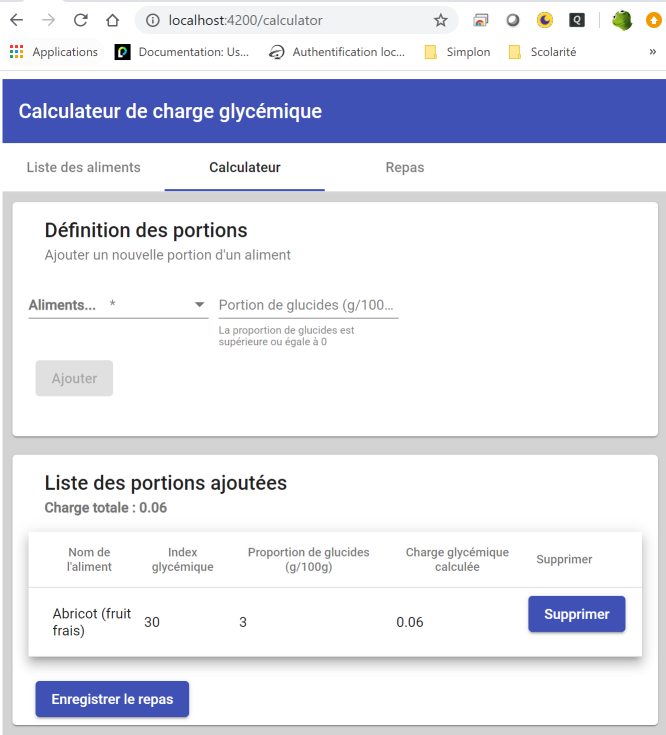 localhost:4200/calculator
Applications
Documentation: Us...
Authentification loc...
Simplon
Scolarité
»
Calculateur de charge glycémique
Liste des aliments
Calculateur
Repas
Définition des portions
Ajouter un nouvelle portion d'un aliment
Aliments... *
Portion de glucides (g/100...
La proportion de glucides est
supérieure ou égale à 0
Ajouter
Liste des portions ajoutées
Charge totale : 0.06
Nom de
l'aliment
Index
glycémique
Proportion de glucides
(g/100g)
Charge glycémique
calculée
Supprimer
Abricot (fruit
frais)
30
3
0.06
Supprimer
Enregistrer le repas